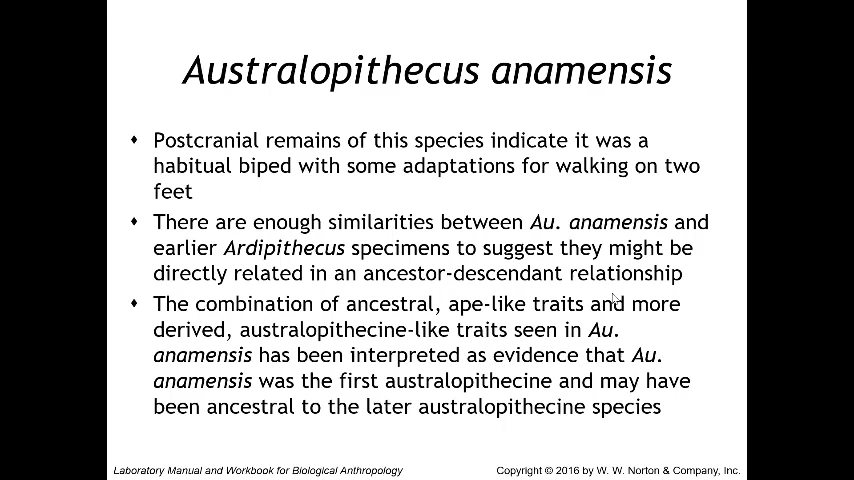 Australopithecus anamensis
♦ Postcranial remains of this species indicate it was a
habitual biped with some adaptations for walking on two
feet
♦ There are enough similarities between Au. anamensis and
earlier Ardipithecus specimens to suggest they might be
directly related in an ancestor-descendant relationship
♦ The combination of ancestral, ape-like traits and more
derived, australopithecine-like traits seen in Au.
anamensis has been interpreted as evidence that Au.
anamensis was the first australopithecine and may have
been ancestral to the later australopithecine species
Laboratory Manual and Workbook for Biological Anthropology
Copyright © 2016 by W. W. Norton & Company, Inc.